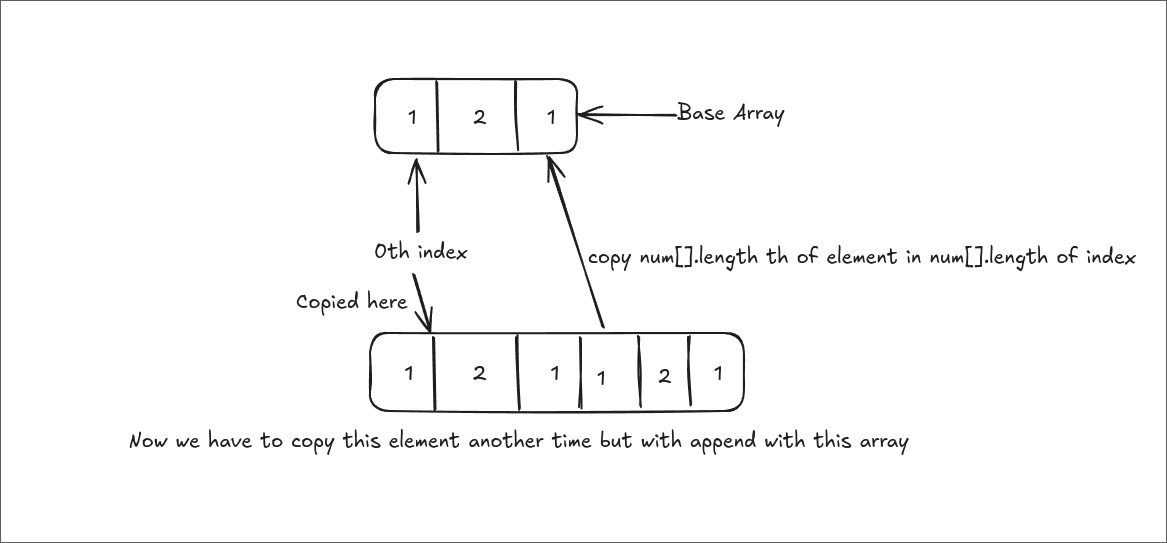 1 2 1
Base Array
0th index
copy num[].length th of element in num[].length of index
Copied here
1 2 1 1 2 1
Now we have to copy this element another time but with append with this array